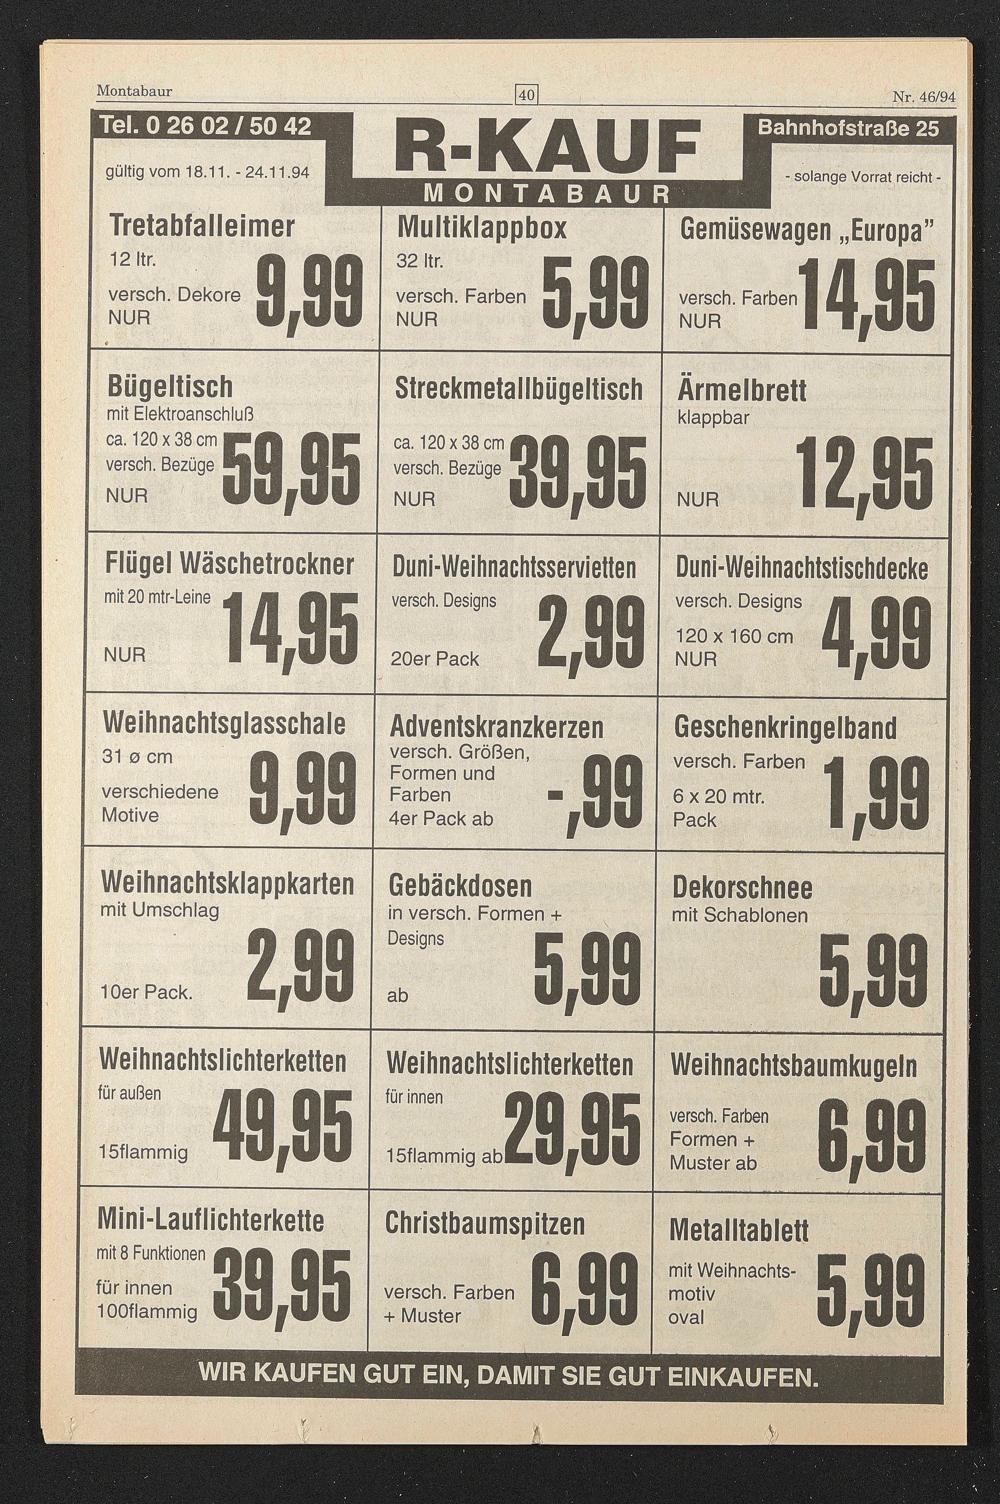 Montabaur
40
Nr. 46/94
Tel. 0 26 02 / 50 42
R-KAUF
Bahnhofstraße 25
gültig vom 18.11. - 24.11.94
MONTABAUR
- solange Vorrat reicht -
Tretabfalleimer
12 ltr.
versch. Dekore
NUR
9,99
Multiklappbox
32 ltr.
versch. Farben
NUR
5,99
Gemüsewagen „Europa”
versch. Farben
NUR
14,95
Bügeltisch
mit Elektroanschluß
ca. 120 x 38 cm
versch. Bezüge
NUR
59,95
Streckmetallbügeltisch
ca. 120 x 38 cm
versch. Bezüge
NUR
39,95
Ärmelbrett
klappbar
NUR
12,95
Flügel Wäschetrockner
mit 20 mtr-Leine
NUR
14,95
Duni-Weihnachtsservietten
versch. Designs
20er Pack
2,99
Duni-Weihnachtstischdecke
versch. Designs
120 x 160 cm
NUR
4,99
Weihnachtsglasschale
31 ø cm
verschiedene
Motive
9,99
Adventskranzkerzen
versch. Größen,
Formen und
Farben
4er Pack ab
-,99
Geschenkringelband
versch. Farben
6 x 20 mtr.
Pack
1,99
Weihnachtsklappkarten
mit Umschlag
10er Pack.
2,99
Gebäckdosen
in versch. Formen +
Designs
ab
5,99
Dekorschnee
mit Schablonen
5,99
Weihnachtslichterketten
für außen
15flammig
49,95
Weihnachtslichterketten
für innen
15flammig ab
29,95
Weihnachtsbaumkugeln
versch. Farben
Formen +
Muster ab
6,99
Mini-Lauflichterkette
mit 8 Funktionen
für innen
100flammig
39,95
Christbaumspitzen
versch. Farben
+ Muster
6,99
Metalltablett
mit Weihnachts-
motiv
oval
5,99
WIR KAUFEN GUT EIN, DAMIT SIE GUT EINKAUFEN.